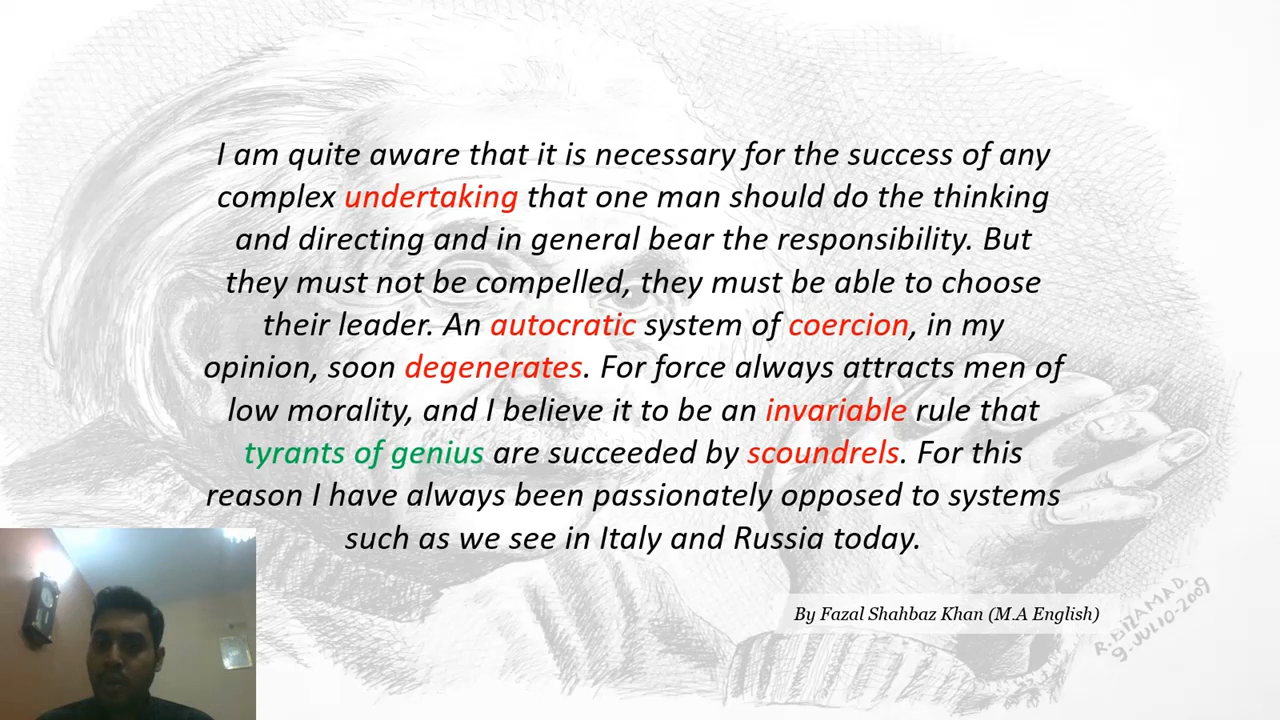 I am quite aware that it is necessary for the success of any
complex undertaking that one man should do the thinking
and directing and in general bear the responsibility. But
they must not be compelled, they must be able to choose
their leader. An autocratic system of coercion, in my
opinion, soon degenerates. For force always attracts men of
low morality, and I believe it to be an invariable rule that
tyrants of genius are succeeded by scoundrels. For this
reason I have always been passionately opposed to systems
such as we see in Italy and Russia today.
By Fazal Shahbaz Khan (M.A English)
R. BIZAMA D.
9. JULIO-2009